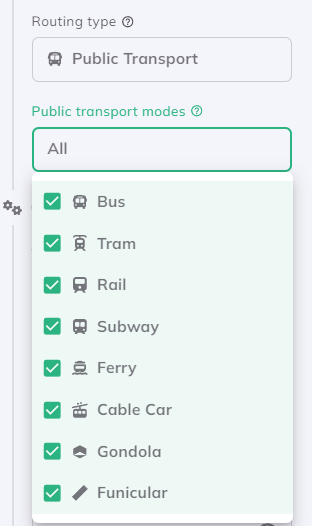 Routing type
Public Transport
Public transport modes
All
Bus
Tram
Rail
Subway
Ferry
Cable Car
Gondola
Funicular